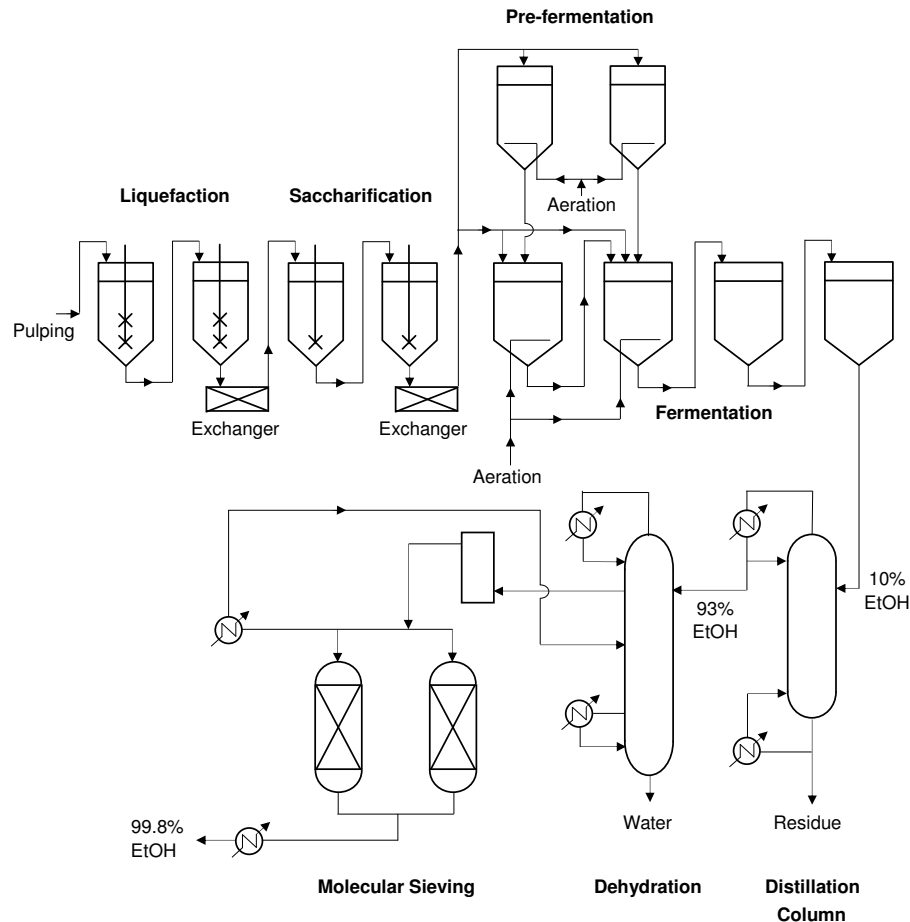 Pre-fermentation
Liquefaction
Saccharification
Aeration
Pulping
Exchanger
Exchanger
Fermentation
Aeration
10%
EtOH
93%
EtOH
99.8%
EtOH
Water
Residue
Molecular Sieving
Dehydration
Distillation
Column